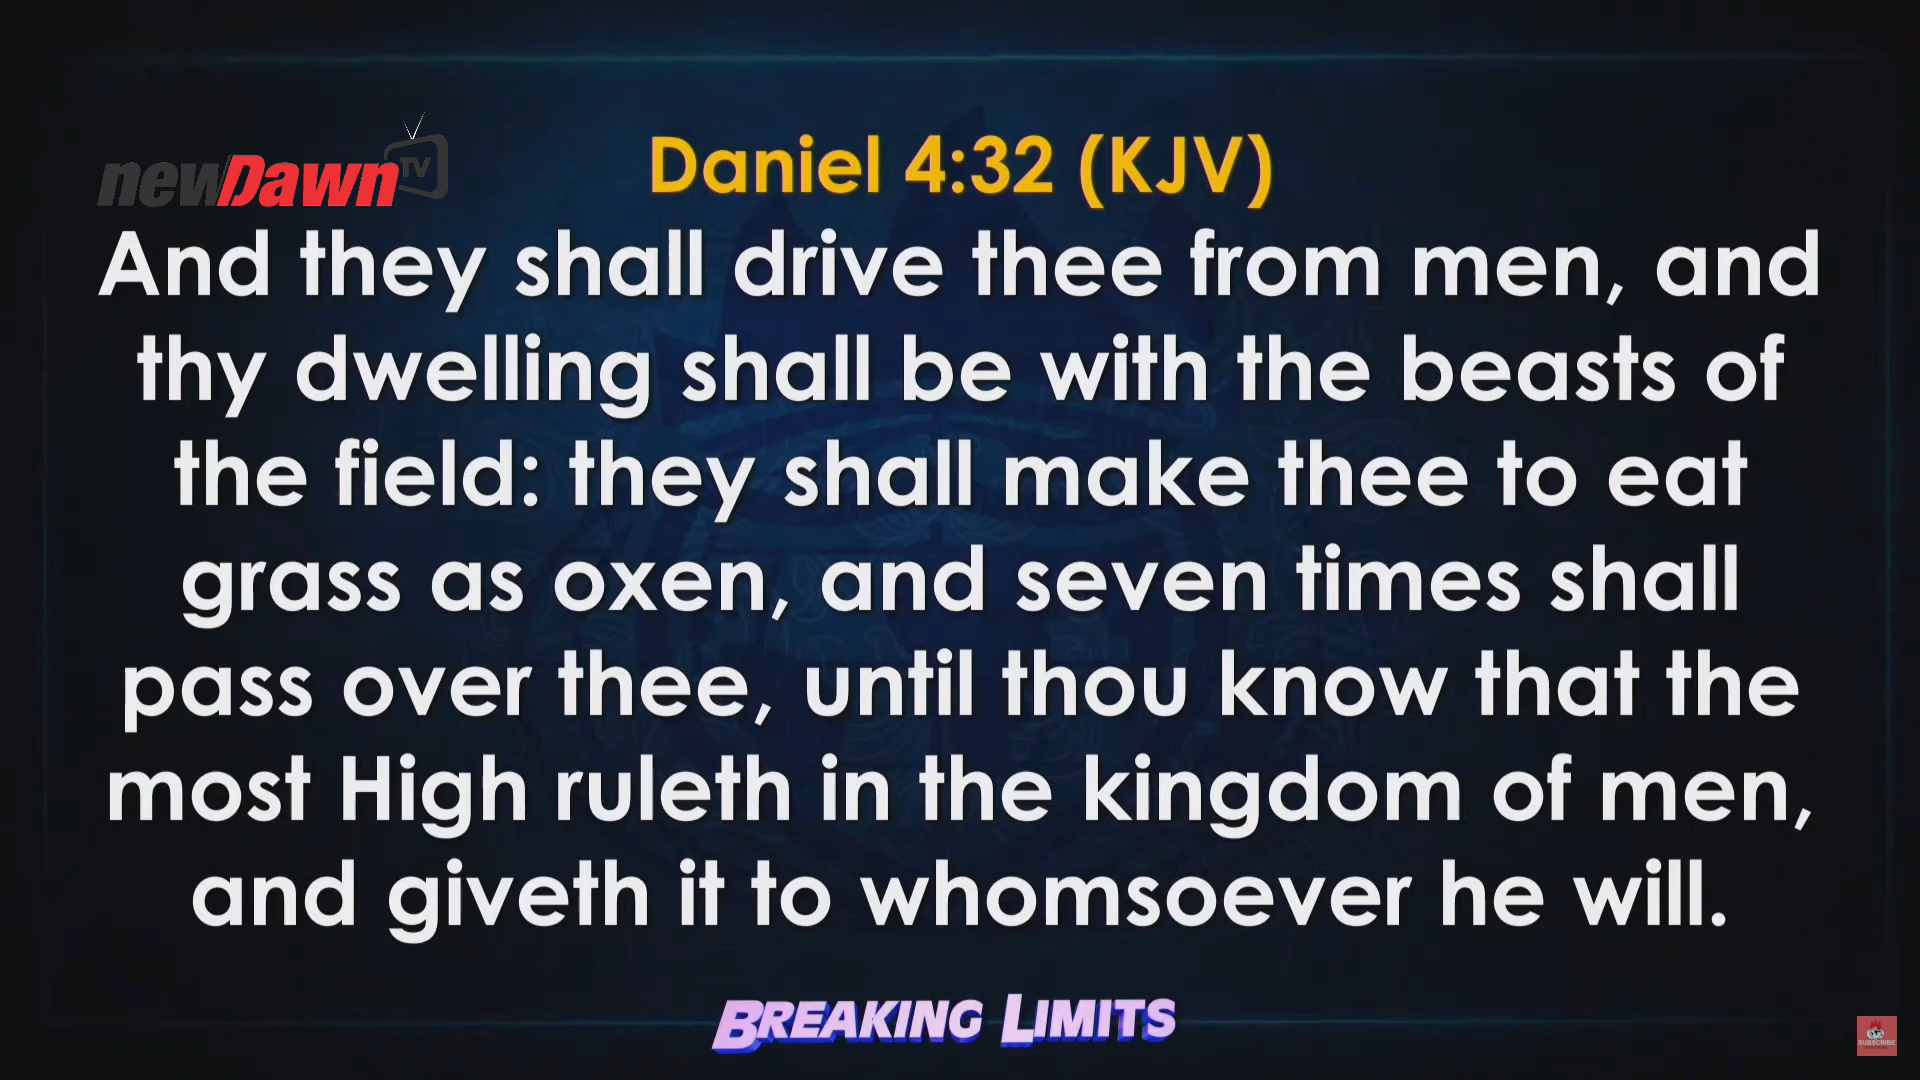 newDawn TV
Daniel 4:32 (KJV)
And they shall drive thee from men, and
thy dwelling shall be with the beasts of
the field: they shall make thee to eat
grass as oxen, and seven times shall
pass over thee, until thou know that the
most High ruleth in the kingdom of men,
and giveth it to whomsoever he will.
BREAKING LIMITS
SUBSCRIBE